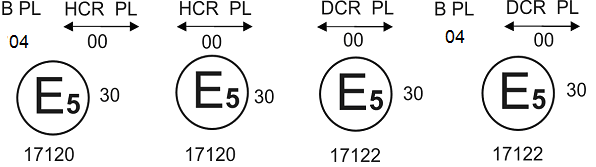 B PL HCR PL HCR PL DCR PL B PL DCR PL
04 00 00 00 04 00
E5 30 E5 30 E5 30 E5 30
17120 17120 17122 17122